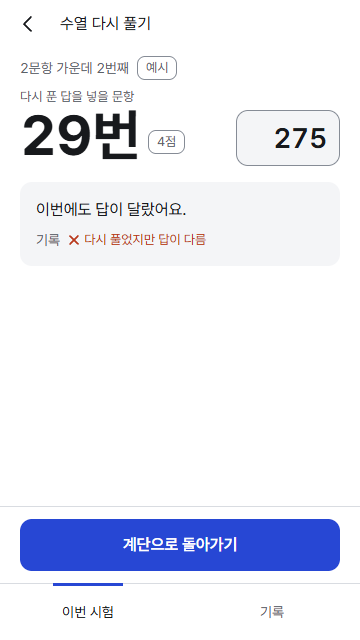 수열 다시 풀기
2문항 가운데 2번째 예시
다시 푼 답을 넣을 문항
29번 4점 275
이번에도 답이 달랐어요.
기록 다시 풀었지만 답이 다름
계단으로 돌아가기
이번 시험 기록